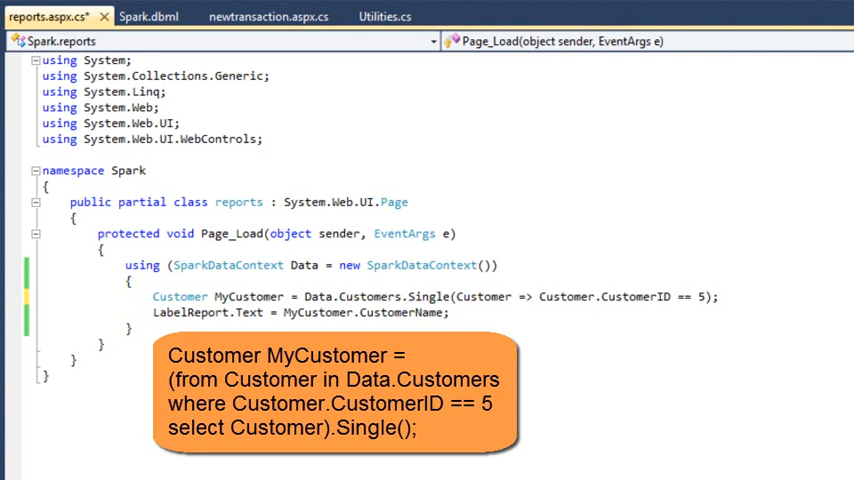 reports.aspx.cs* Spark.dbml newtransaction.aspx.cs Utilities.cs
Spark.reports Page_Load(object sender, EventArgs e)
using System;
using System.Collections.Generic;
using System.Linq;
using System.Web;
using System.Web.UI;
using System.Web.UI.WebControls;
namespace Spark
{
public partial class reports : System.Web.UI.Page
{
protected void Page_Load(object sender, EventArgs e)
{
using (SparkDataContext Data = new SparkDataContext())
{
Customer MyCustomer = Data.Customers.Single(Customer => Customer.CustomerID == 5);
LabelReport.Text = MyCustomer.CustomerName;
}
}
}
}
Customer MyCustomer =
(from Customer in Data.Customers
where Customer.CustomerID == 5
select Customer).Single();